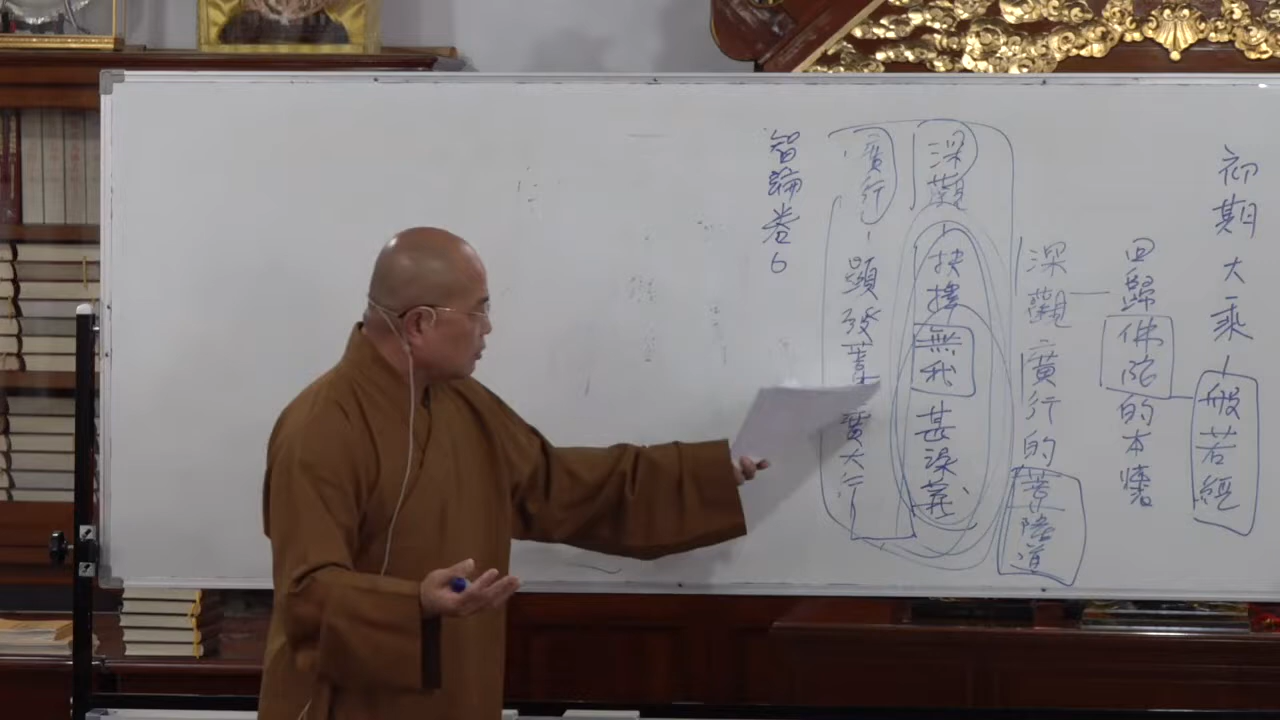 初期大乘-般若經
回歸佛陀的本懷
深觀廣行的菩薩道
深觀-抉擇無我甚深義
廣行-顯發菩廣大行
智論卷6